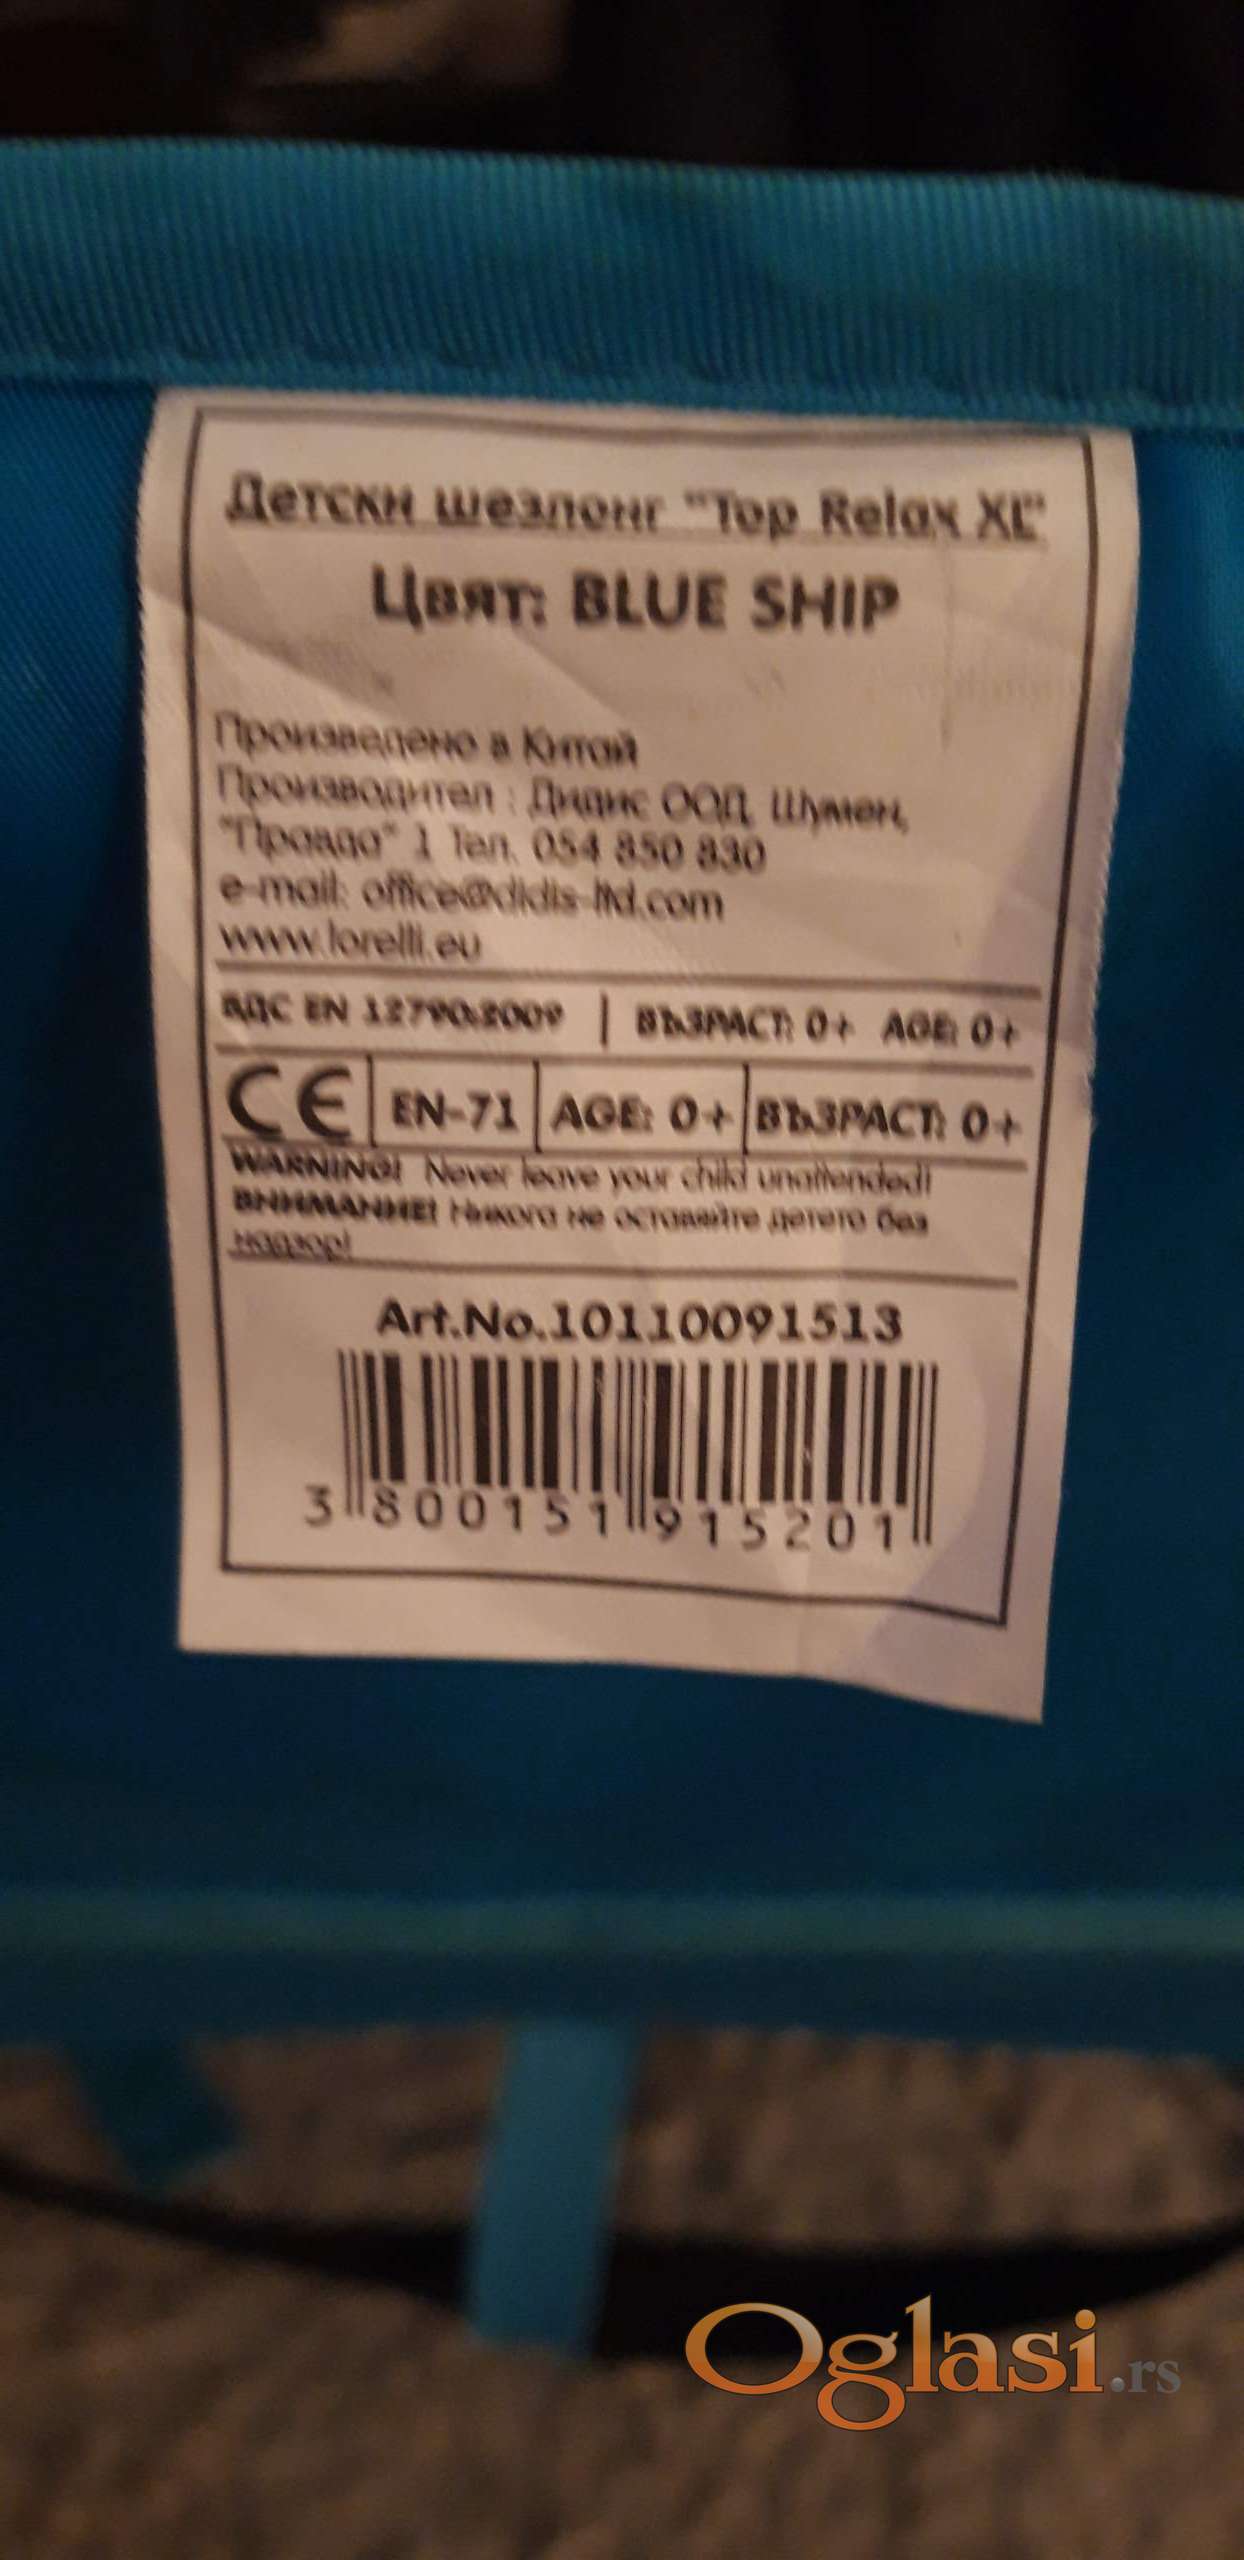 Детски шезлонг "Top Relax XL"
Цвят: BLUE SHIP
Произведено в Китай
Производител : Дидис ООД, Шумен,
"Правда" 1 Тел. 054 850 830
e-mail: office@didis-ltd.com
www.lorelli.eu
БДС EN 12790:2009 | ВЪЗРАСТ: 0+ AGE: 0+
CE EN-71 AGE: 0+ ВЪЗРАСТ: 0+
WARNING! Never leave your child unattended!
ВНИМАНИЕ! Никога не оставяйте детето без
надзор!
Art.No.10110091513
3 800151 915201
Oglasi.rs